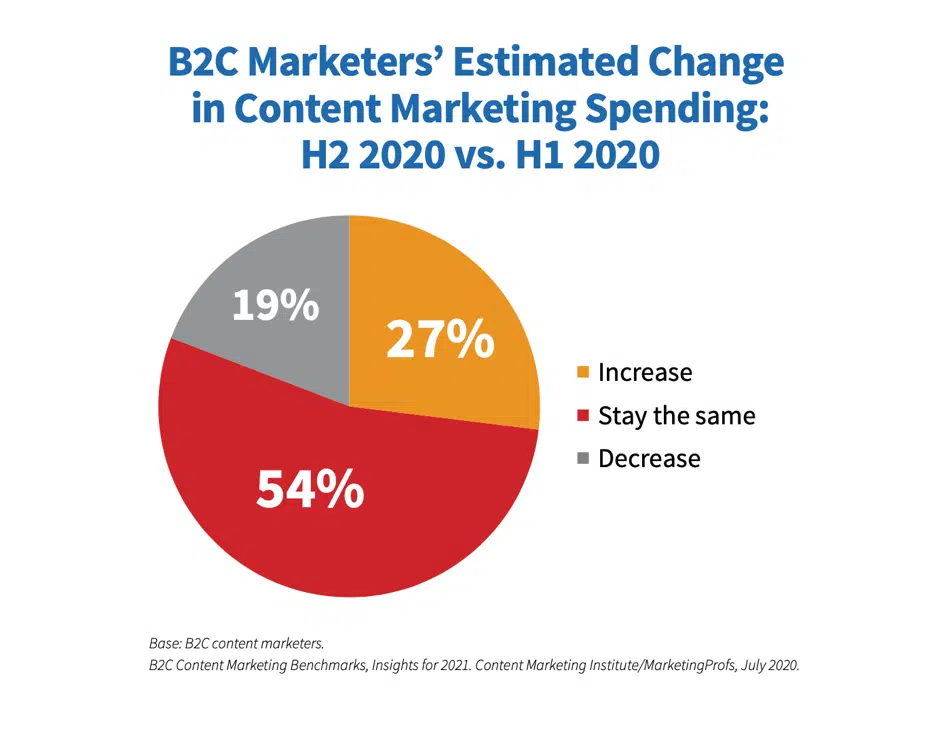 B2C Marketers’ Estimated Change
in Content Marketing Spending:
H2 2020 vs. H1 2020
19%
27%
54%
Increase
Stay the same
Decrease
Base: B2C content marketers.
B2C Content Marketing Benchmarks, Insights for 2021. Content Marketing Institute/MarketingProfs, July 2020.